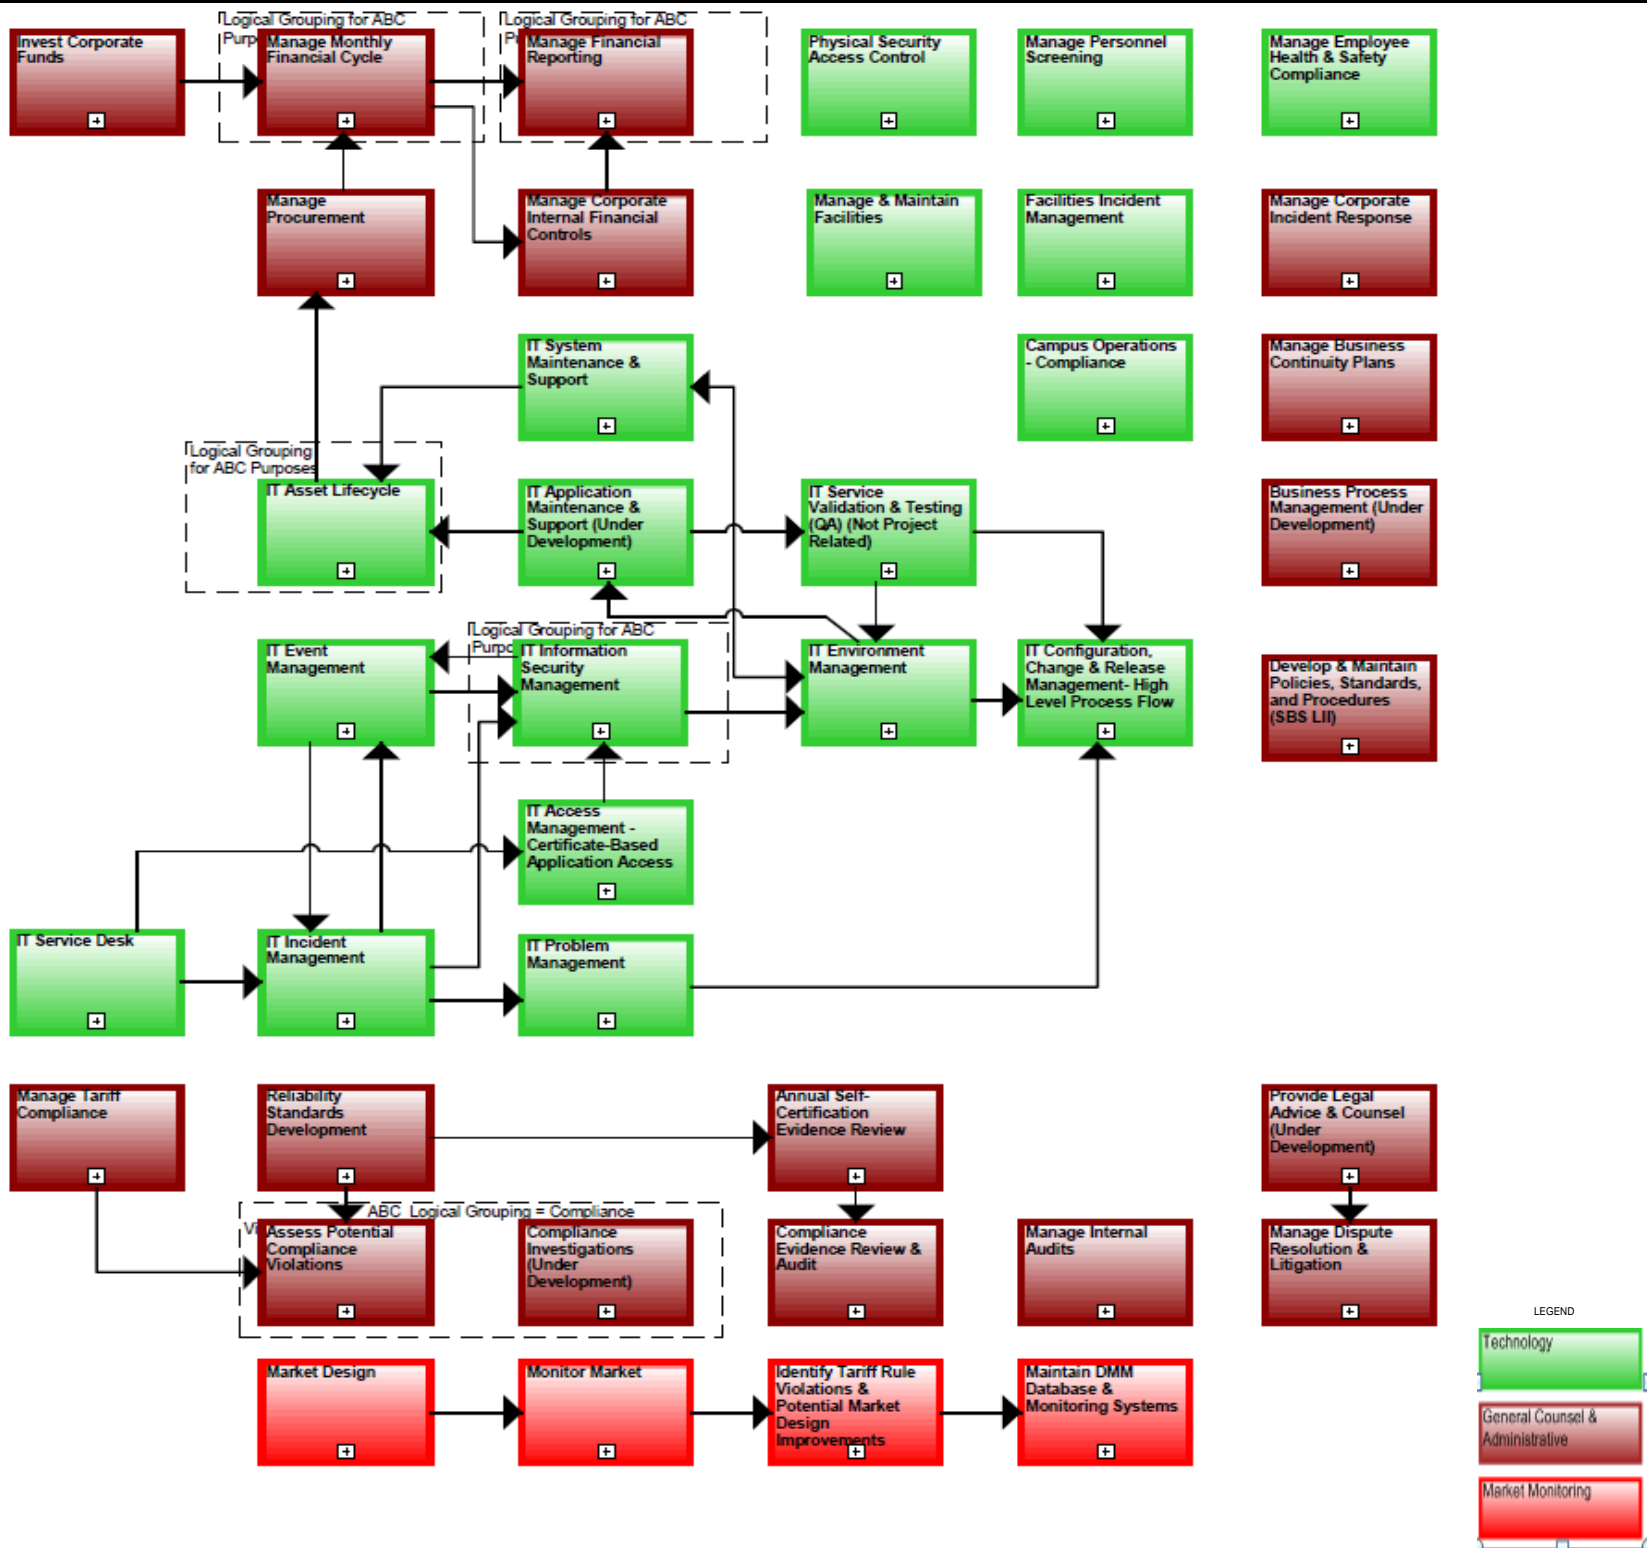 Logical Grouping for ABC
Purp
Logical Grouping for ABC
P
Invest Corporate
Funds
Manage Monthly
Financial Cycle
Manage Financial
Reporting
Physical Security
Access Control
Manage Personnel
Screening
Manage Employee
Health & Safety
Compliance
Manage
Procurement
Manage Corporate
Internal Financial
Controls
Manage & Maintain
Facilities
Facilities Incident
Management
Manage Corporate
Incident Response
IT System
Maintenance &
Support
Campus Operations
- Compliance
Manage Business
Continuity Plans
Logical Grouping
for ABC Purposes
IT Asset Lifecycle
IT Application
Maintenance &
Support (Under
Development)
IT Service
Validation & Testing
(QA) (Not Project
Related)
Business Process
Management (Under
Development)
Logical Grouping for ABC
Purpo
IT Event
Management
IT Information
Security
Management
IT Environment
Management
IT Configuration,
Change & Release
Management- High
Level Process Flow
Develop & Maintain
Policies, Standards,
and Procedures
(SBS LII)
IT Access
Management -
Certificate-Based
Application Access
IT Service Desk
IT Incident
Management
IT Problem
Management
Manage Tariff
Compliance
Reliability
Standards
Development
Annual Self-
Certification
Evidence Review
Provide Legal
Advice & Counsel
(Under
Development)
ABC Logical Grouping = Compliance
Vi
Assess Potential
Compliance
Violations
Compliance
Investigations
(Under
Development)
Compliance
Evidence Review &
Audit
Manage Internal
Audits
Manage Dispute
Resolution &
Litigation
Market Design
Monitor Market
Identify Tariff Rule
Violations &
Potential Market
Design
Improvements
Maintain DMM
Database &
Monitoring Systems
LEGEND
Technology
General Counsel &
Administrative
Market Monitoring